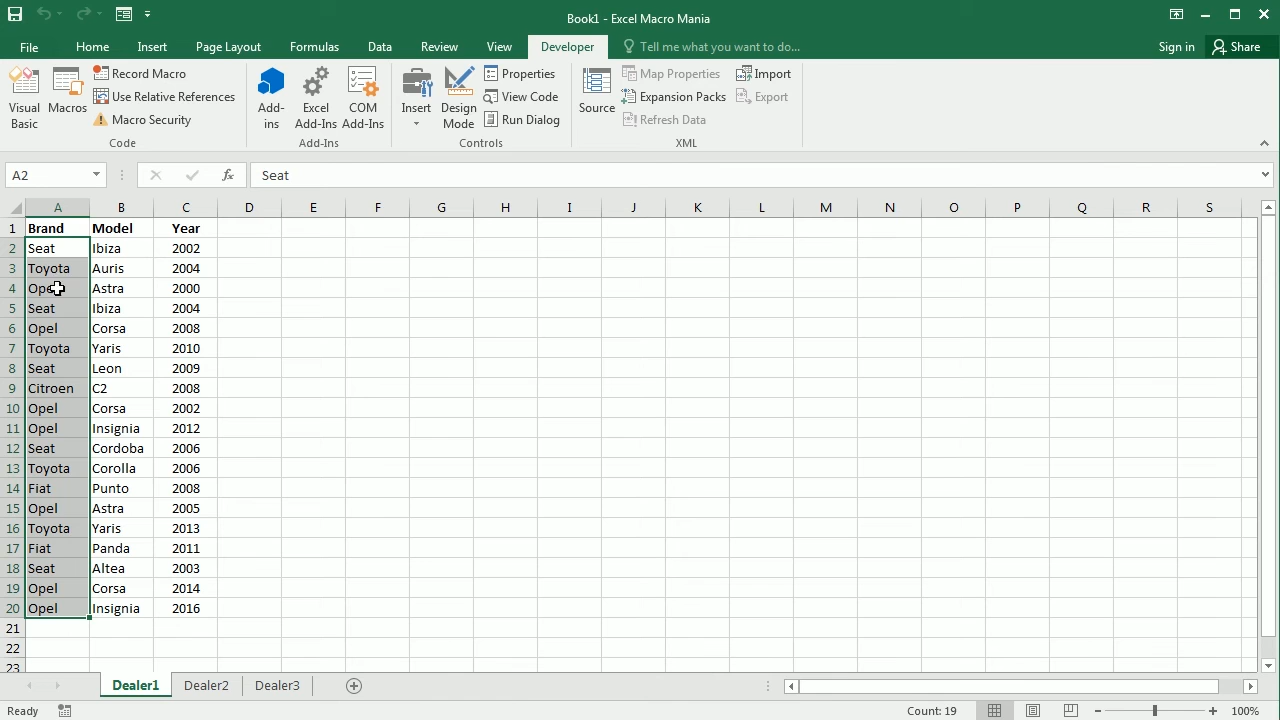 Book1 - Excel Macro Mania
File Home Insert Page Layout Formulas Data Review View Developer Tell me what you want to do... Sign in Share
Visual Basic
Macros
Record Macro
Use Relative References
Macro Security
Code
Add-ins
Excel Add-Ins
COM Add-Ins
Add-Ins
Insert
Design Mode
Properties
View Code
Run Dialog
Controls
Source
Map Properties
Expansion Packs
Refresh Data
Import
Export
XML
A2 fx Seat
A B C D E F G H I J K L M N O P Q R S
1 Brand Model Year
2 Seat Ibiza 2002
3 Toyota Auris 2004
4 Astra 2000
5 Seat Ibiza 2004
6 Opel Corsa 2008
7 Toyota Yaris 2010
8 Seat Leon 2009
9 Citroen C2 2008
10 Opel Corsa 2002
11 Opel Insignia 2012
12 Seat Cordoba 2006
13 Toyota Corolla 2006
14 Fiat Punto 2008
15 Opel Astra 2005
16 Toyota Yaris 2013
17 Fiat Panda 2011
18 Seat Altea 2003
19 Opel Corsa 2014
20 Opel Insignia 2016
21
22
23
Dealer1 Dealer2 Dealer3
Ready Count: 19 100%